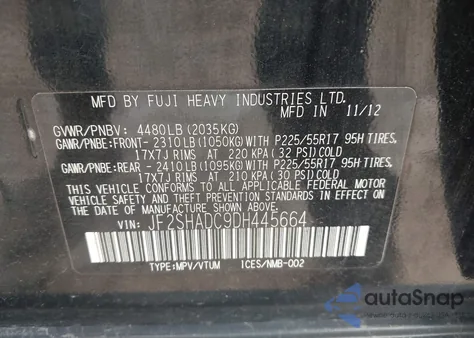 MFD BY FUJI HEAVY INDUSTRIES LTD.
MFD IN 11/12
GVWR/PNBV: 4480LB (2035KG)
GAWR/PNBE:FRONT- 2310LB (1050KG) WITH P225/55R17 95H TIRES.
17X7J RIMS AT 220 KPA (32 PSI) COLD
GAWR/PNBE:REAR - 2410LB (1095KG) WITH P225/55R17 95H TIRES.
17X7J RIMS AT 210 KPA (30 PSI) COLD
THIS VEHICLE CONFORMS TO ALL APPLICABLE FEDERAL MOTOR
VEHICLE SAFETY, BUMPER, AND THEFT PREVENTION STANDARDS
IN EFFECT ON THE DATE OF MANUFACTURE SHOWN ABOVE.
VIN: JF2SHADC9DH445664
TYPE:MPV/VTUM ICES/NMB-002
autoSnap